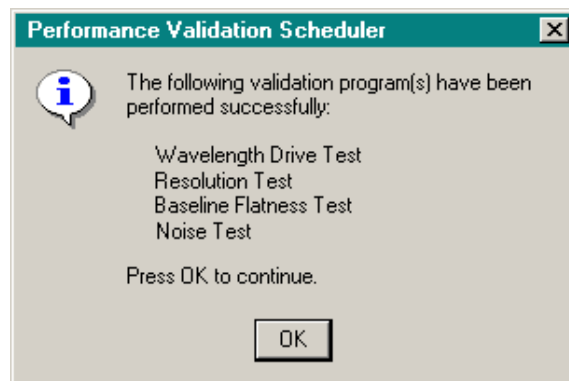 Performance Validation Scheduler
The following validation program(s) have been
performed successfully:
Wavelength Drive Test
Resolution Test
Baseline Flatness Test
Noise Test
Press OK to continue.
OK